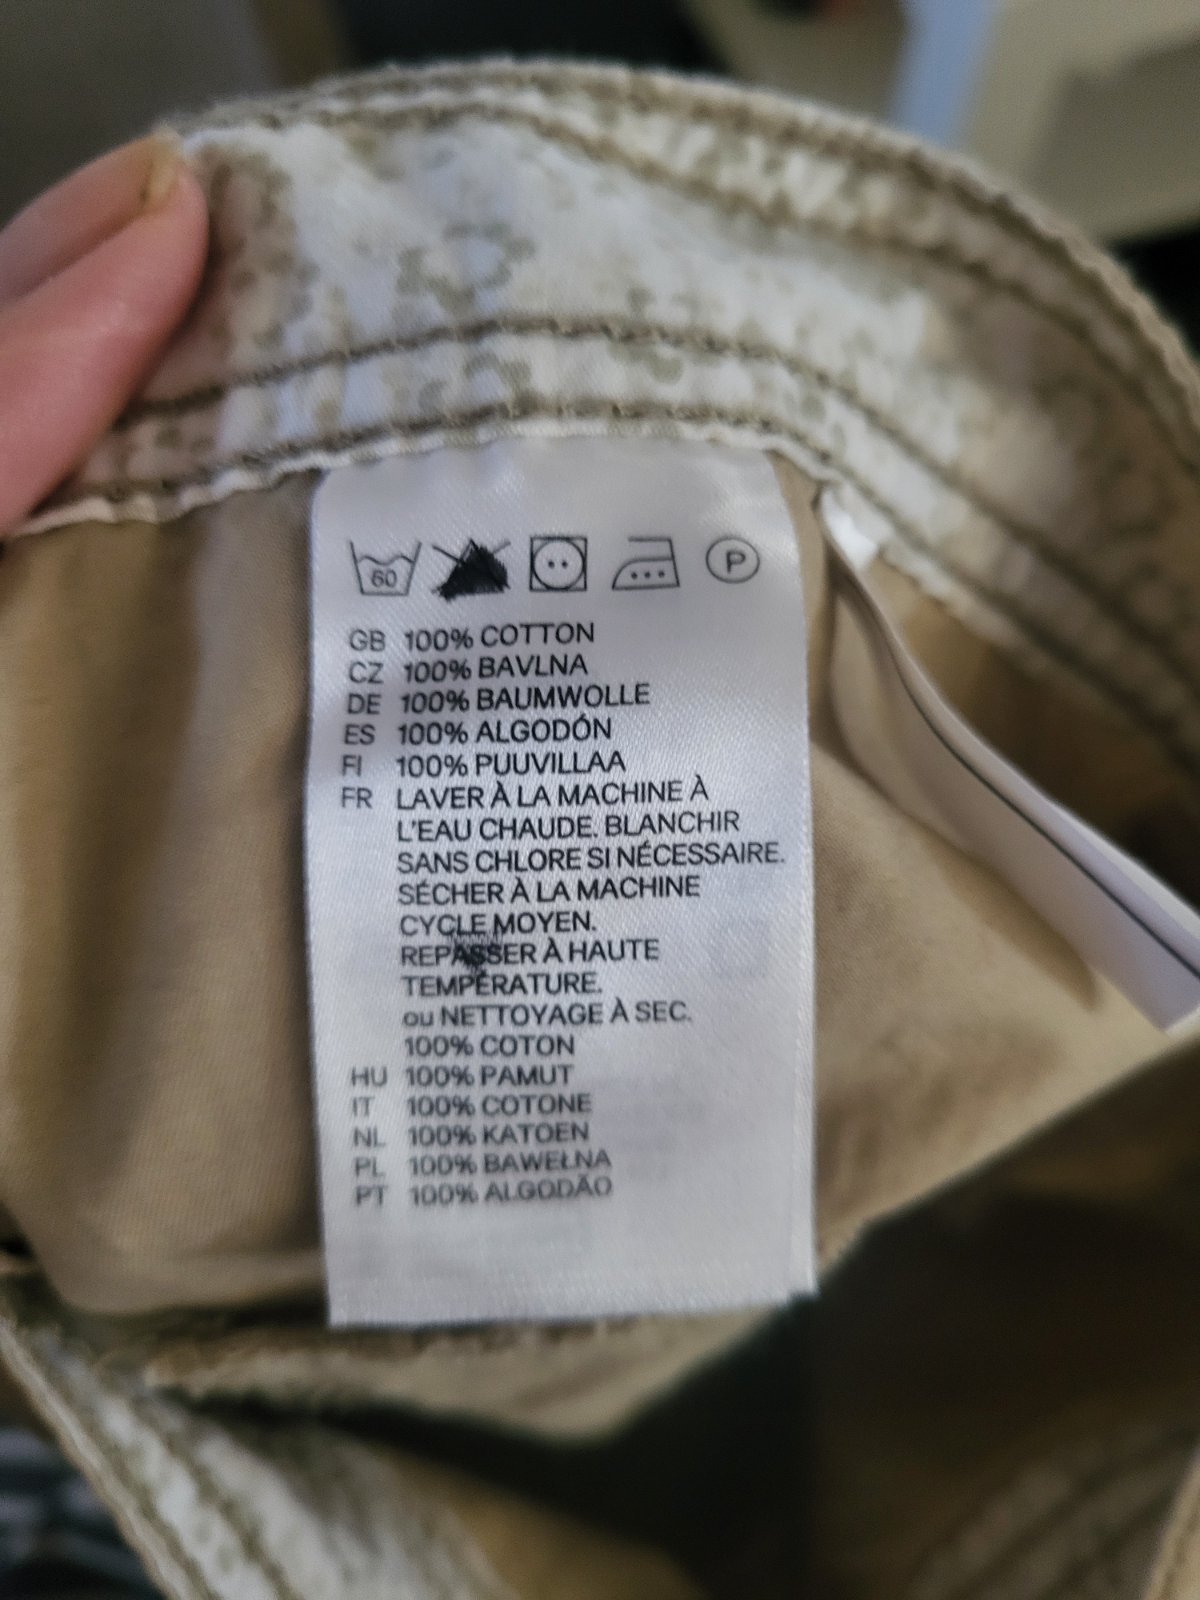 60 P
GB 100% COTTON
CZ 100% BAVLNA
DE 100% BAUMWOLLE
ES 100% ALGODÓN
FI 100% PUUVILLAA
FR LAVER À LA MACHINE À
L'EAU CHAUDE. BLANCHIR
SANS CHLORE SI NÉCESSAIRE.
SÉCHER À LA MACHINE
CYCLE MOYEN.
REPASSER À HAUTE
TEMPÉRATURE.
ou NETTOYAGE À SEC.
100% COTON
HU 100% PAMUT
IT 100% COTONE
NL 100% KATOEN
PL 100% BAWEŁNA
PT 100% ALGODÃO